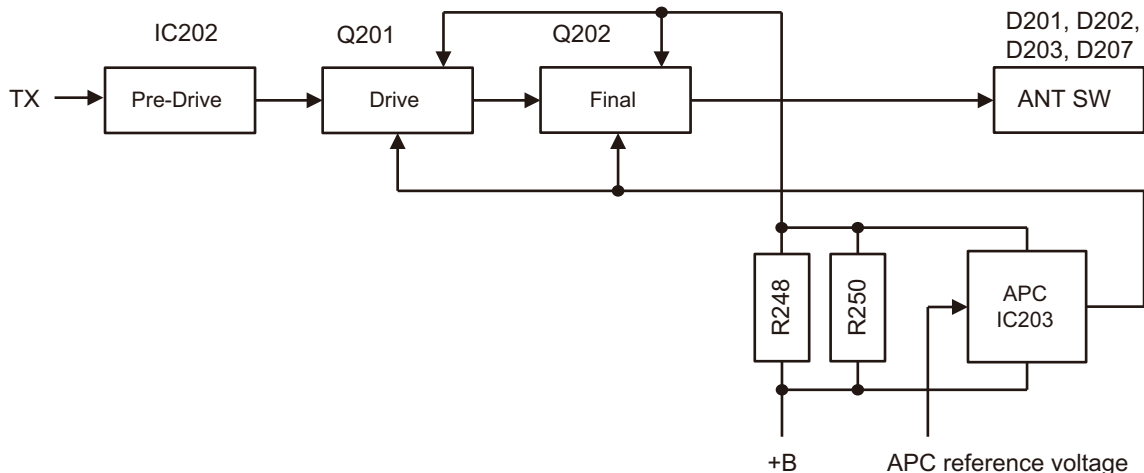 IC202
Q201
Q202
D201, D202,
D203, D207
TX
Pre-Drive
Drive
Final
ANT SW
R248
R250
APC
IC203
+B
APC reference voltage